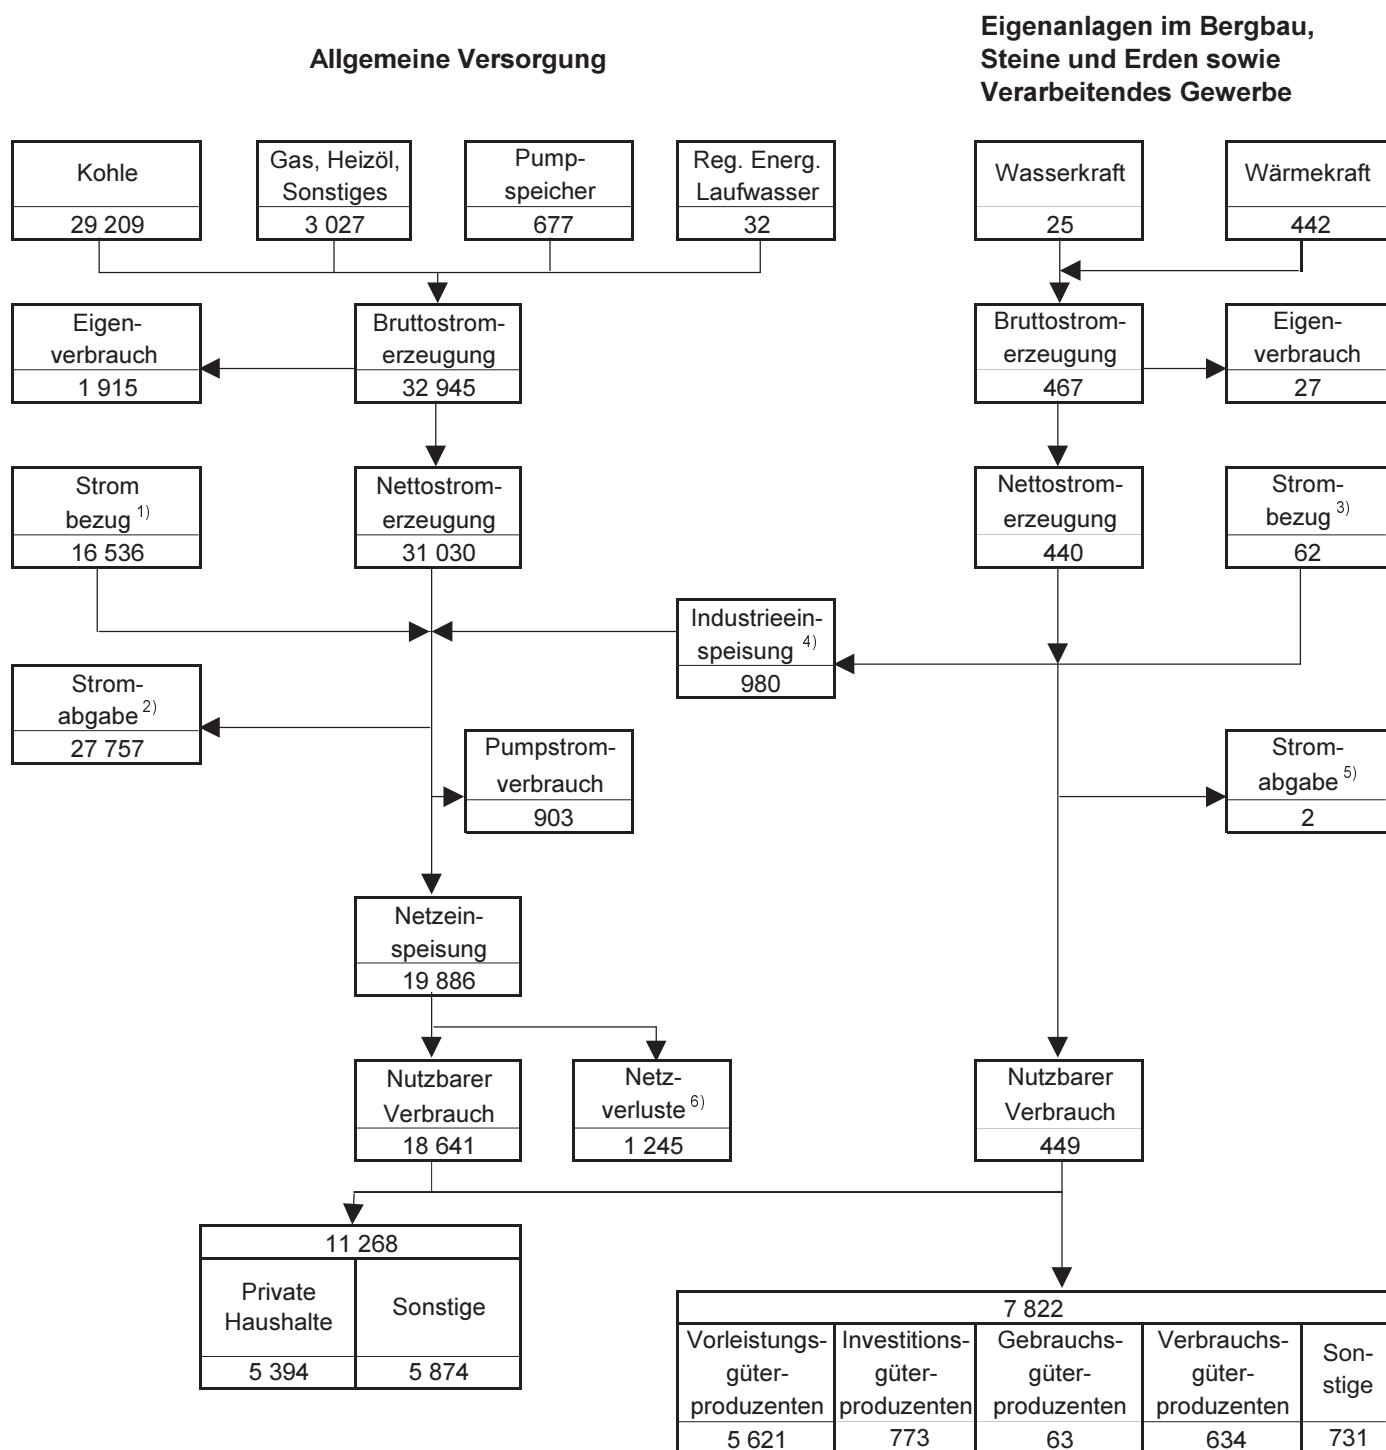 Allgemeine Versorgung
Eigenanlagen im Bergbau,
Steine und Erden sowie
Verarbeitendes Gewerbe
Kohle
29 209
Gas, Heizöl,
Sonstiges
3 027
Pump-
speicher
677
Reg. Energ.
Laufwasser
32
Wasserkraft
25
Wärmekraft
442
Eigen-
verbrauch
1 915
Bruttostrom-
erzeugung
32 945
Bruttostrom-
erzeugung
467
Eigen-
verbrauch
27
Strom
bezug 1)
16 536
Nettostrom-
erzeugung
31 030
Nettostrom-
erzeugung
440
Strom-
bezug 3)
62
Industrieein-
speisung 4)
980
Strom-
abgabe 2)
27 757
Pumpstrom-
verbrauch
903
Strom-
abgabe 5)
2
Netzein-
speisung
19 886
Nutzbarer
Verbrauch
18 641
Netz-
verluste 6)
1 245
Nutzbarer
Verbrauch
449
11 268
Private
Haushalte
5 394
Sonstige
5 874
7 822
Vorleistungs-
güter-
produzenten
5 621
Investitions-
güter-
produzenten
773
Gebrauchs-
güter-
produzenten
63
Verbrauchs-
güter-
produzenten
634
Son-
stige
731